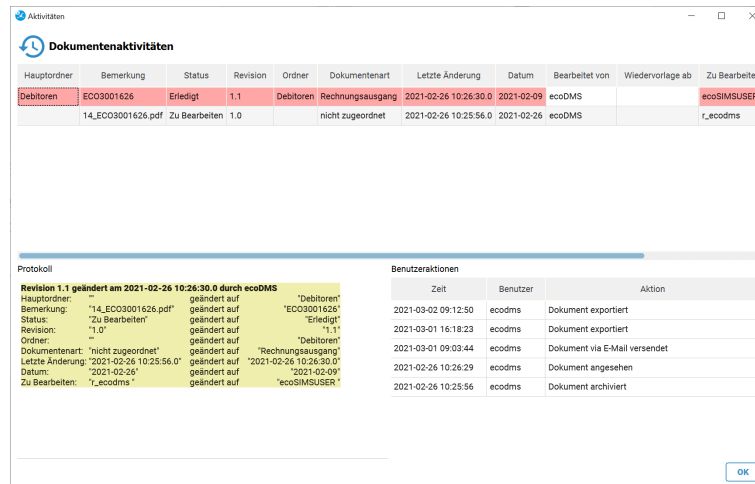 Aktivitäten
Dokumentenaktivitäten
Hauptordner Bemerkung Status Revision Ordner Dokumentenart Letzte Änderung Datum Bearbeitet von Wiedervorlage ab Zu Bearbeite
Debitoren ECO3001626 Erledigt 1.1 Debitoren Rechnungsausgang 2021-02-26 10:26:30.0 2021-02-09 ecoDMS ecoSIMSUSER
14_ECO3001626.pdf Zu Bearbeiten 1.0 nicht zugeordnet 2021-02-26 10:25:56.0 2021-02-26 ecoDMS r_ecodms
Protokoll
Revision 1.1 geändert am 2021-02-26 10:26:30.0 durch ecoDMS
Hauptordner: "" geändert auf "Debitoren"
Bemerkung: "14_ECO3001626.pdf" geändert auf "ECO3001626"
Status: "Zu Bearbeiten" geändert auf "Erledigt"
Revision: "1.0" geändert auf "1.1"
Ordner: "" geändert auf "Debitoren"
Dokumentenart: "nicht zugeordnet" geändert auf "Rechnungsausgang"
Letzte Änderung: "2021-02-26 10:25:56.0" geändert auf "2021-02-26 10:26:30.0"
Datum: "2021-02-26" geändert auf "2021-02-09"
Zu Bearbeiten: "r_ecodms " geändert auf "ecoSIMSUSER "
Benutzeraktionen
Zeit Benutzer Aktion
2021-03-02 09:12:50 ecodms Dokument exportiert
2021-03-01 16:18:23 ecodms Dokument exportiert
2021-03-01 09:03:44 ecodms Dokument via E-Mail versendet
2021-02-26 10:26:29 ecodms Dokument angesehen
2021-02-26 10:25:56 ecodms Dokument archiviert
OK